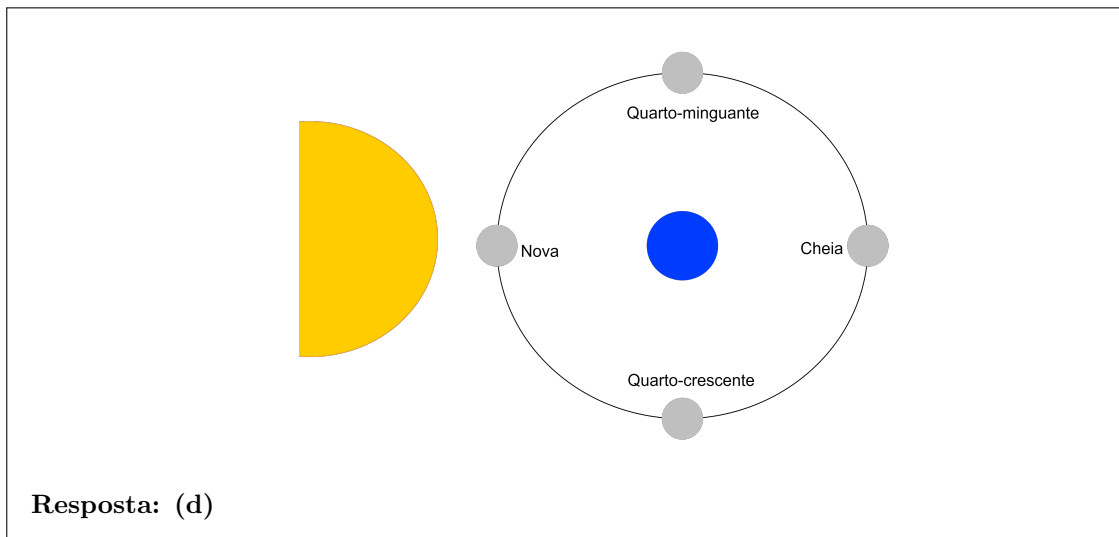 Quarto-minguante
Nova
Cheia
Quarto-crescente
Resposta: (d)